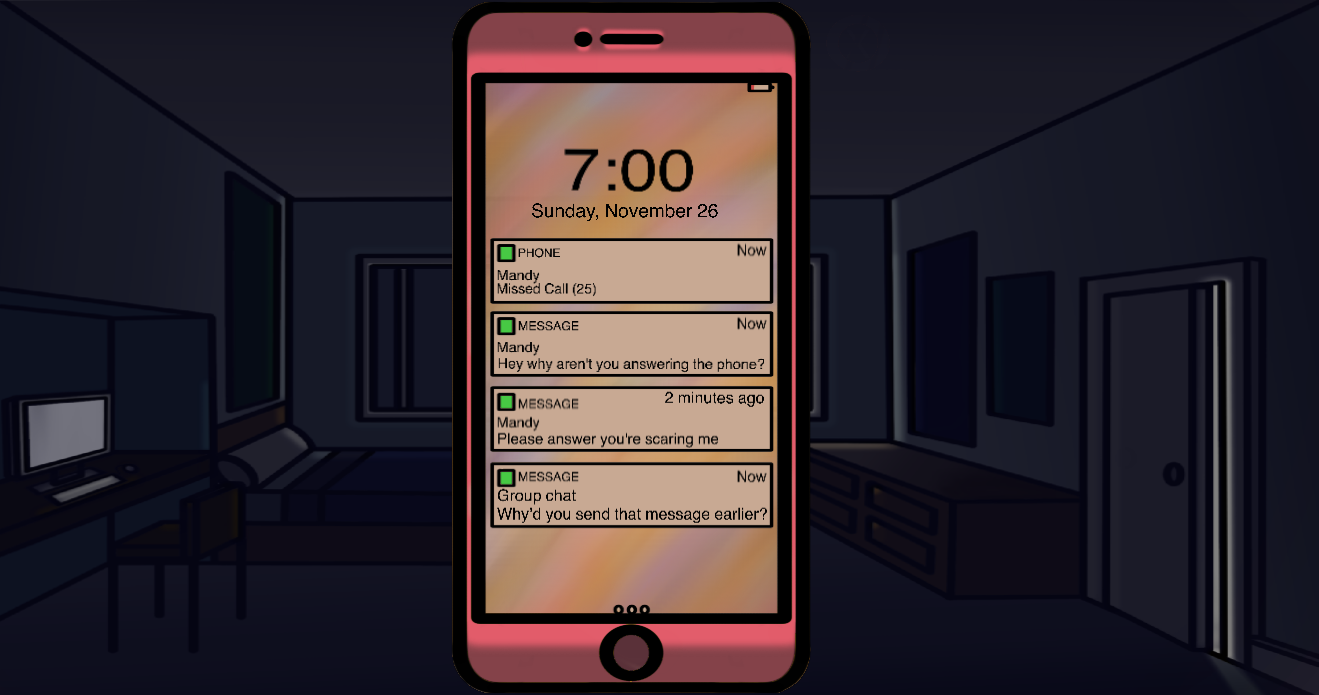 7:00
Sunday, November 26
PHONE Now
Mandy
Missed Call (25)
MESSAGE Now
Mandy
Hey why aren't you answering the phone?
MESSAGE 2 minutes ago
Mandy
Please answer you're scaring me
MESSAGE Now
Group chat
Why'd you send that message earlier?